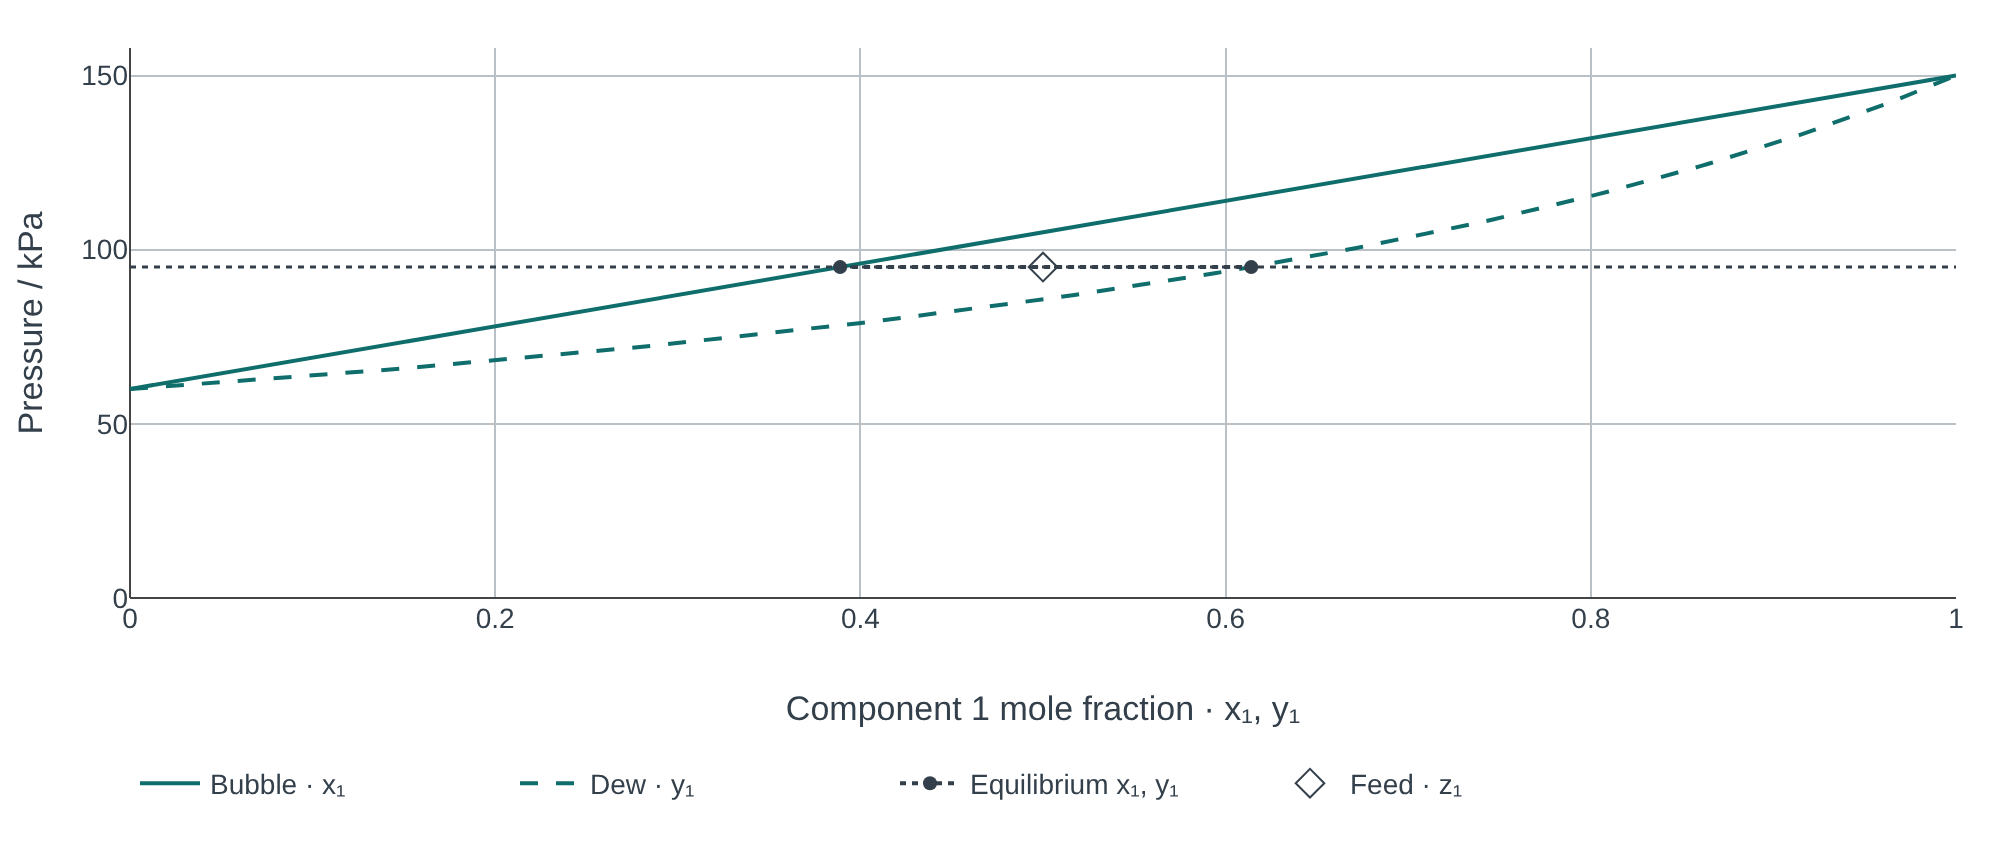 150
100
50
0
0 0.2 0.4 0.6 0.8 1
Pressure / kPa
Component 1 mole fraction · x₁, y₁
Bubble · x₁ Dew · y₁ Equilibrium x₁, y₁ Feed · z₁